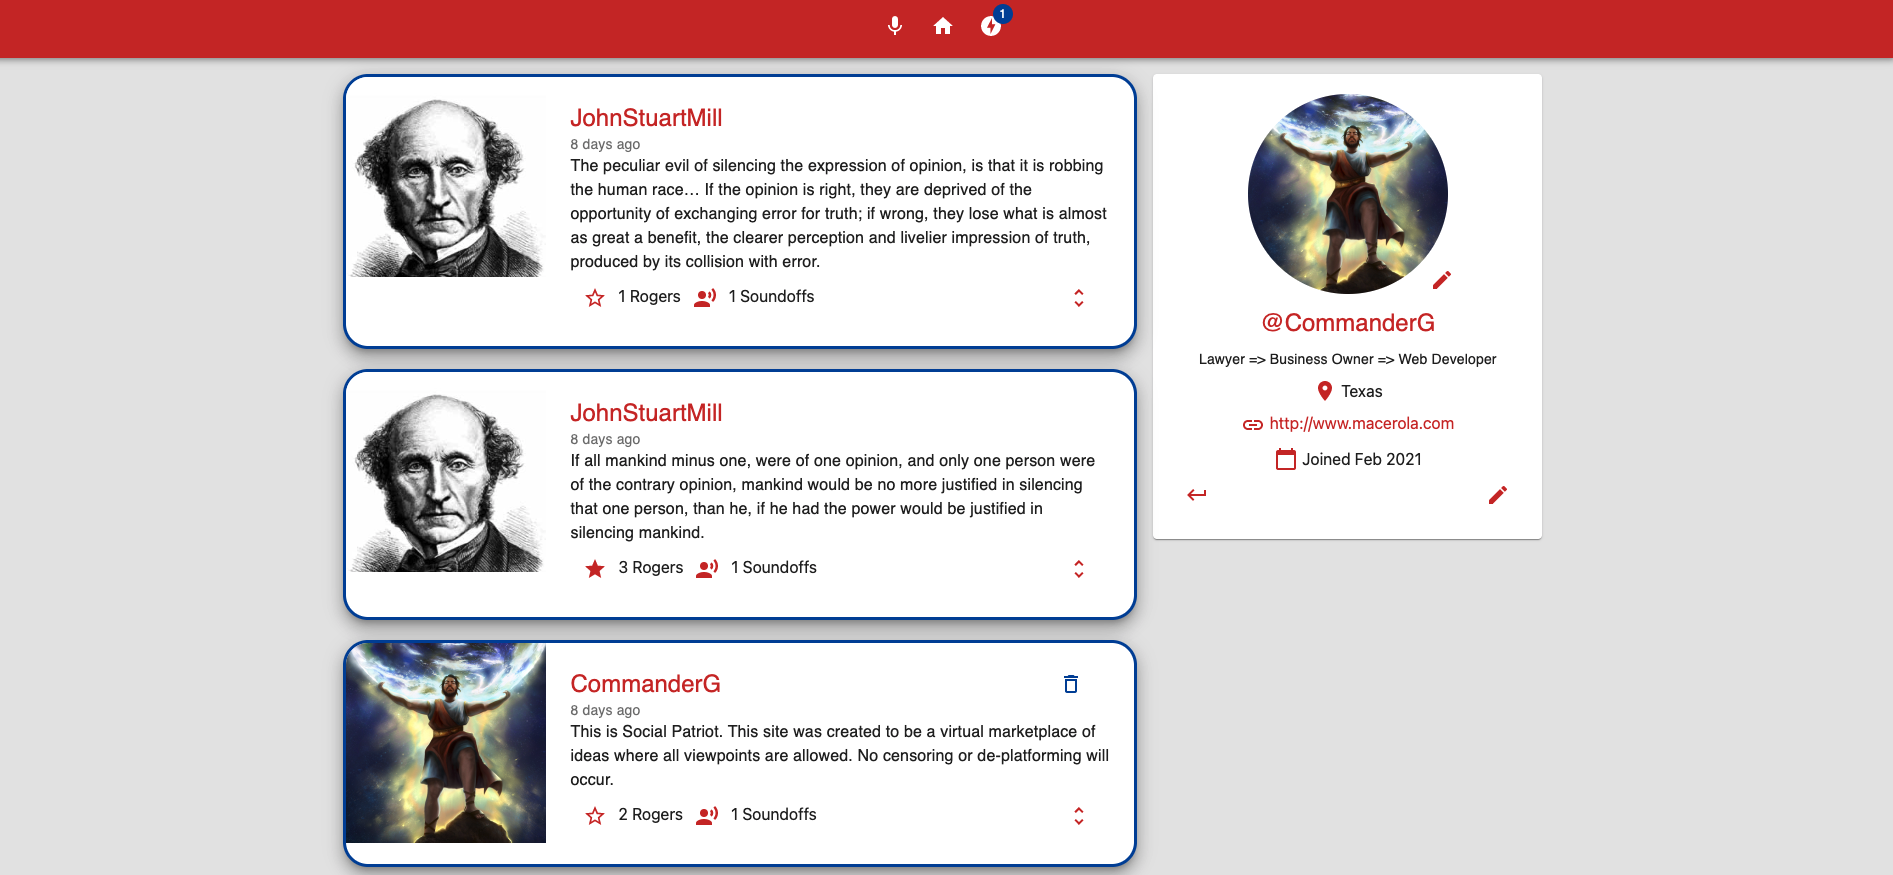 1
JohnStuartMill
8 days ago
The peculiar evil of silencing the expression of opinion, is that it is robbing
the human race... If the opinion is right, they are deprived of the
opportunity of exchanging error for truth; if wrong, they lose what is almost
as great a benefit, the clearer perception and livelier impression of truth,
produced by its collision with error.
1 Rogers 1 Soundoffs
JohnStuartMill
8 days ago
If all mankind minus one, were of one opinion, and only one person were
of the contrary opinion, mankind would be no more justified in silencing
that one person, than he, if he had the power would be justified in
silencing mankind.
3 Rogers 1 Soundoffs
CommanderG
8 days ago
This is Social Patriot. This site was created to be a virtual marketplace of
ideas where all viewpoints are allowed. No censoring or de-platforming will
occur.
2 Rogers 1 Soundoffs
@CommanderG
Lawyer => Business Owner => Web Developer
Texas
http://www.macerola.com
Joined Feb 2021